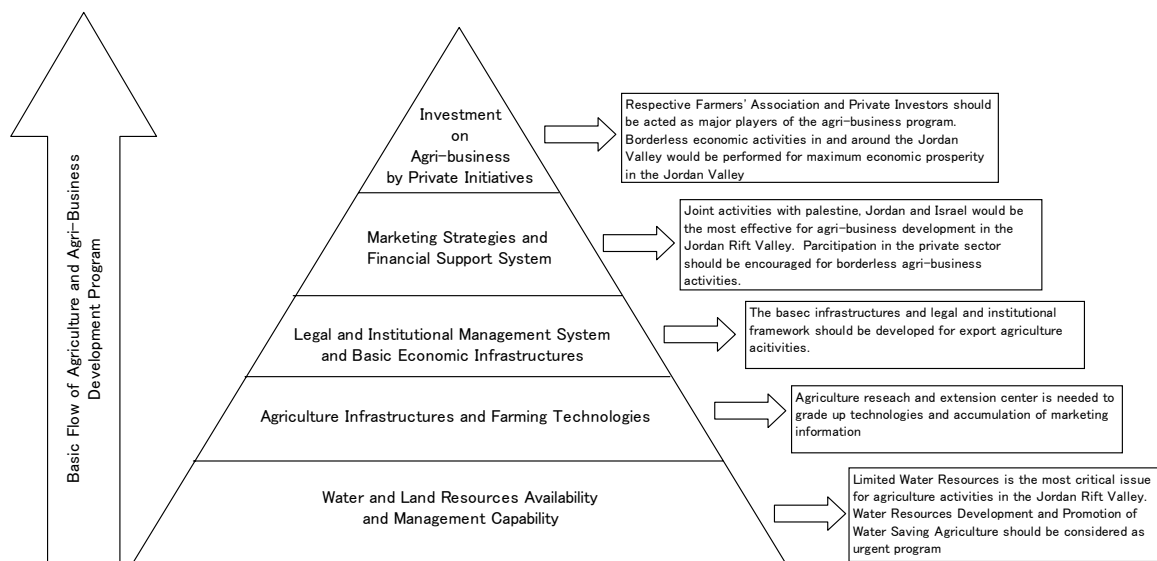 Basic Flow of Agriculture and Agri-Business
Development Program
Investment
on
Agri-business
by Private Initiatives
Respective Farmers' Association and Private Investors should
be acted as major players of the agri-business program.
Borderless economic activities in and around the Jordan
Valley would be performed for maximum economic prosperity
in the Jordan Valley
Marketing Strategies and
Financial Support System
Joint activities with palestine, Jordan and Israel would be
the most effective for agri-business development in the
Jordan Rift Valley. Parcitipation in the private sector
should be encouraged for borderless agri-business
activities.
Legal and Institutional Management System
and Basic Economic Infrastructures
The basec infrastructures and legal and institutional
framework should be developed for export agriculture
acitivities.
Agriculture Infrastructures and Farming Technologies
Agriculture reseach and extension center is needed to
grade up technologies and accumulation of marketing
information
Water and Land Resources Availability
and Management Capability
Limited Water Resources is the most critical issue
for agriculture activities in the Jordan Rift Valley.
Water Resources Development and Promotion of
Water Saving Agriculture should be considered as
urgent program